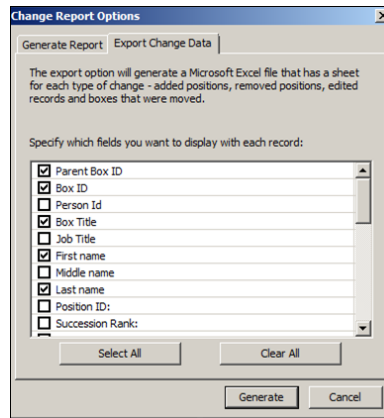 Change Report Options
Generate Report Export Change Data
The export option will generate a Microsoft Excel file that has a sheet
for each type of change - added positions, removed positions, edited
records and boxes that were moved.
Specify which fields you want to display with each record:
Parent Box ID
Box ID
Person Id
Box Title
Job Title
First name
Middle name
Last name
Position ID:
Succession Rank:
Select All Clear All
Generate Cancel